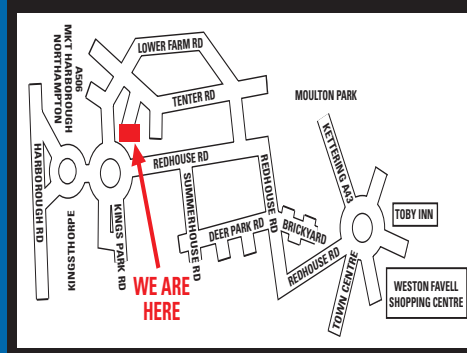 LOWER FARM RD
MKT HARBOROUGH
NORTHAMPTON
A506
TENTER RD
MOULTON PARK
KETTERING A43
HARBOROUGH RD
REDHOUSE RD
REDHOUSE RD
SUMMERHOUSE RD
KINGSTHORPE
KINGS PARK RD
DEER PARK RD
BRICKYARD
TOBY INN
REDHOUSE RD
TOWN CENTRE
WESTON FAVELL
SHOPPING CENTRE
WE ARE
HERE